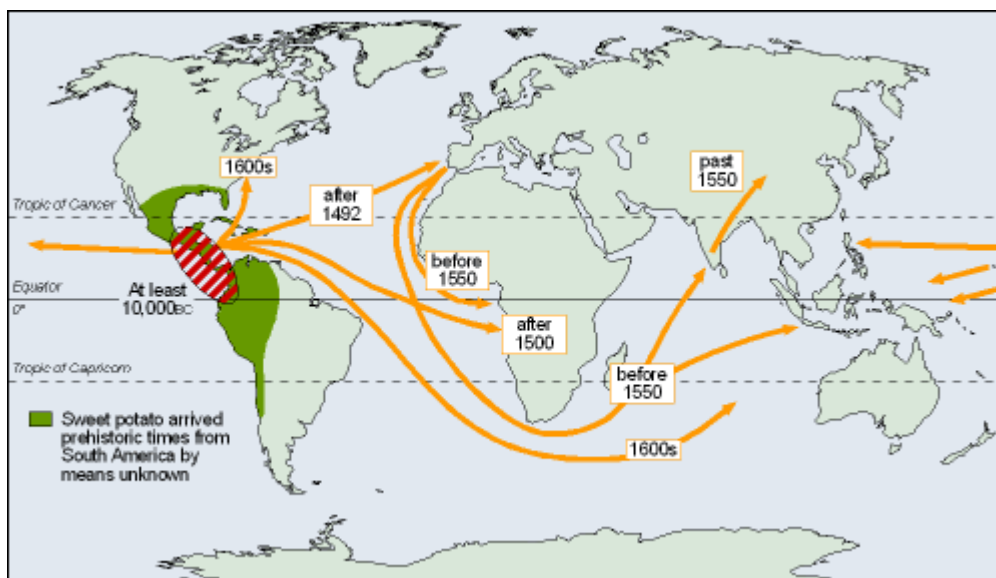 1600s
past
1550
after
1492
Tropic of Cancer
before
1550
Equator
0°
At least
10,000BC
after
1500
Tropic of Capricorn
before
1550
Sweet potato arrived
prehistoric times from
South America by
means unknown
1600s